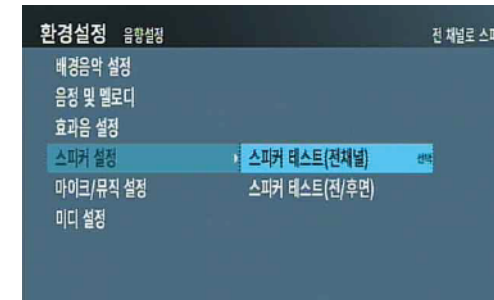 환경설정 음향설정 전 채널로 스피
배경음악 설정
음정 및 멜로디
효과음 설정
스피커 설정 스피커 테스트(전채널) 선택
마이크/뮤직 설정 스피커 테스트(전/후면)
미디 설정